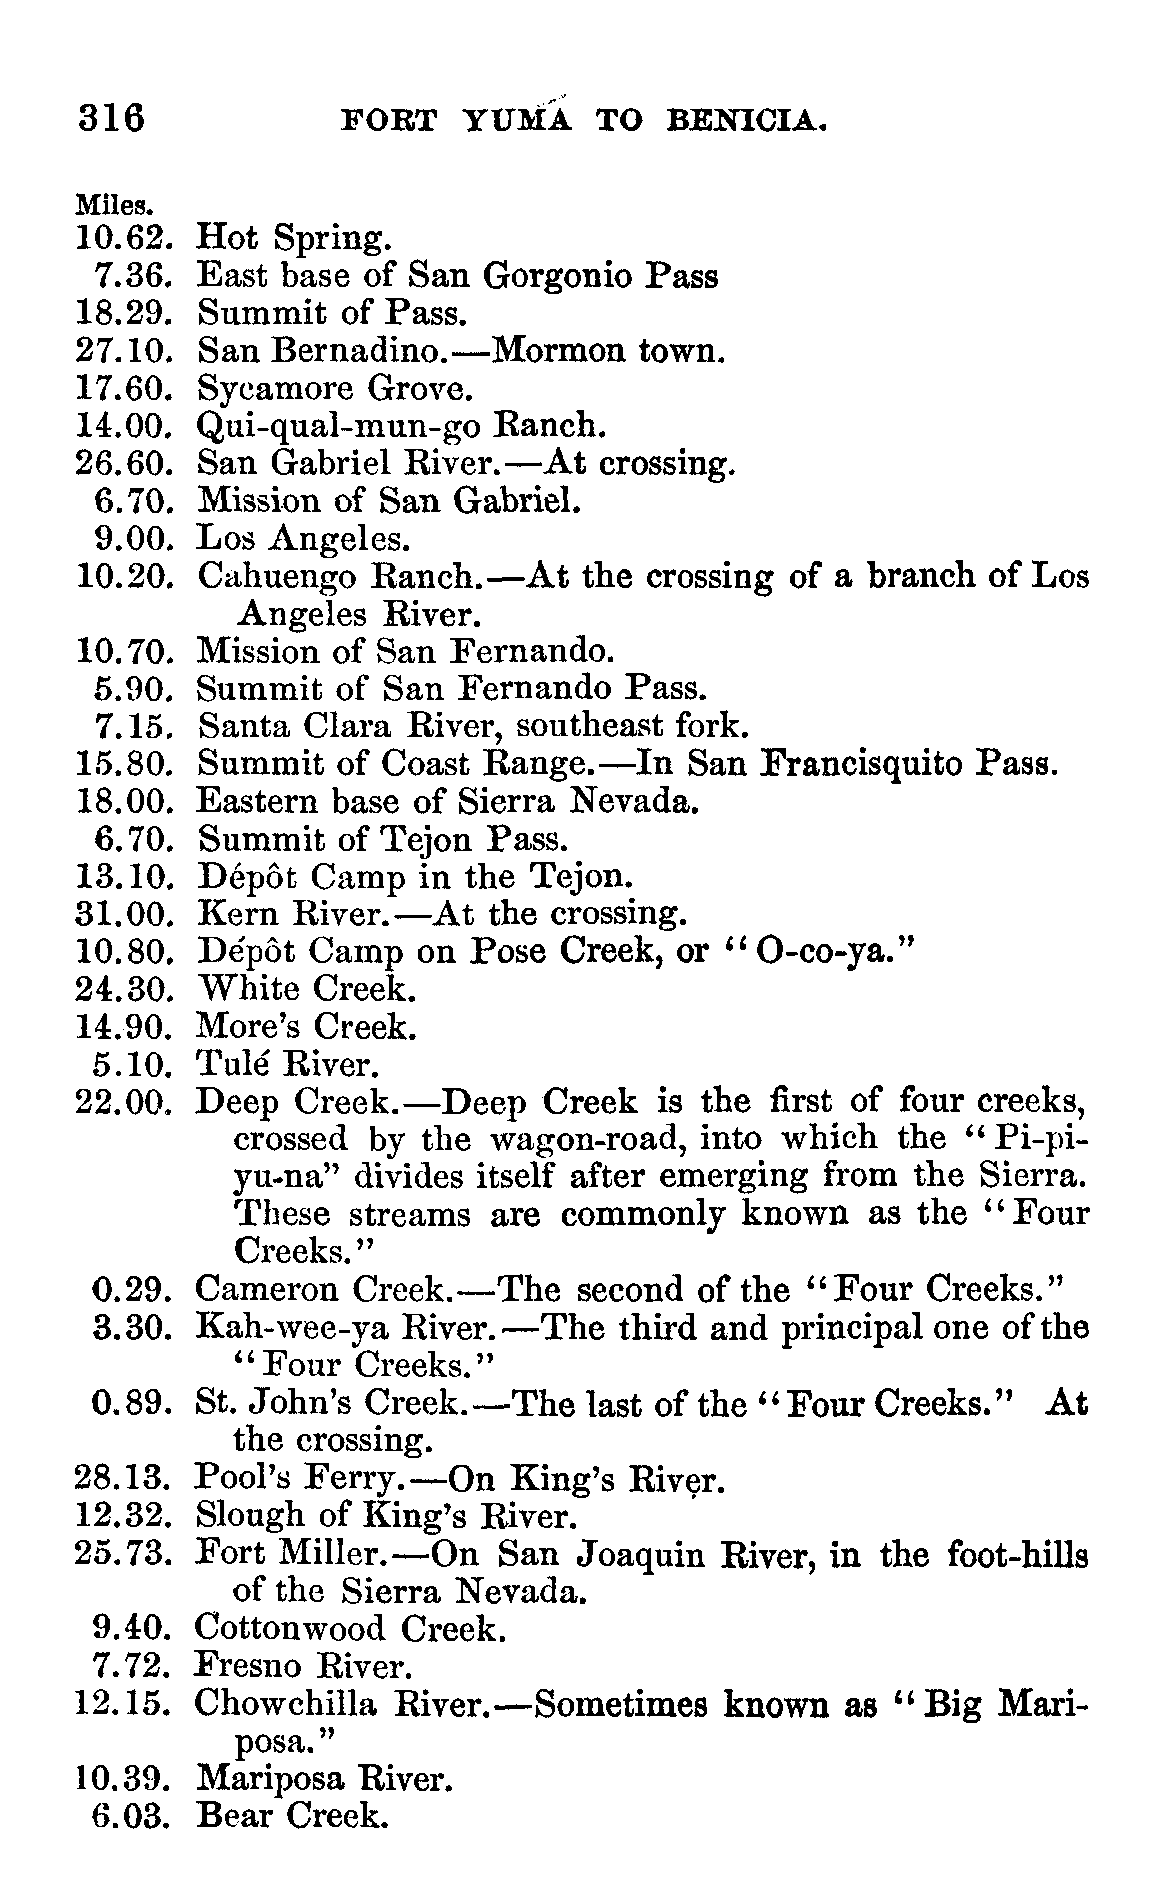 316 FORT YUMA TO BENICIA.
Miles.
10.62. Hot Spring.
7.36. East base of San Gorgonio Pass
18.29. Summit of Pass.
27.10. San Bernadino.—Mormon town.
17.60. Sycamore Grove.
14.00. Qui-qual-mun-go Ranch.
26.60. San Gabriel River.—At crossing.
6.70. Mission of San Gabriel.
9.00. Los Angeles.
10.20. Cahuengo Ranch.—At the crossing of a branch of Los
Angeles River.
10.70. Mission of San Fernando.
5.90. Summit of San Fernando Pass.
7.15. Santa Clara River, southeast fork.
15.80. Summit of Coast Range.—In San Francisquito Pass.
18.00. Eastern base of Sierra Nevada.
6.70. Summit of Tejon Pass.
13.10. Dépôt Camp in the Tejon.
31.00. Kern River.—At the crossing.
10.80. Dépôt Camp on Pose Creek, or "O-co-ya."
24.30. White Creek.
14.90. More's Creek.
5.10. Tulé River.
22.00. Deep Creek.—Deep Creek is the first of four creeks,
crossed by the wagon-road, into which the "Pi-pi-
yu-na" divides itself after emerging from the Sierra.
These streams are commonly known as the "Four
Creeks."
0.29. Cameron Creek.—The second of the "Four Creeks."
3.30. Kah-wee-ya River.—The third and principal one of the
"Four Creeks."
0.89. St. John's Creek.—The last of the "Four Creeks." At
the crossing.
28.13. Pool's Ferry.—On King's River.
12.32. Slough of King's River.
25.73. Fort Miller.—On San Joaquin River, in the foot-hills
of the Sierra Nevada.
9.40. Cottonwood Creek.
7.72. Fresno River.
12.15. Chowchilla River.—Sometimes known as "Big Mari-
posa."
10.39. Mariposa River.
6.03. Bear Creek.